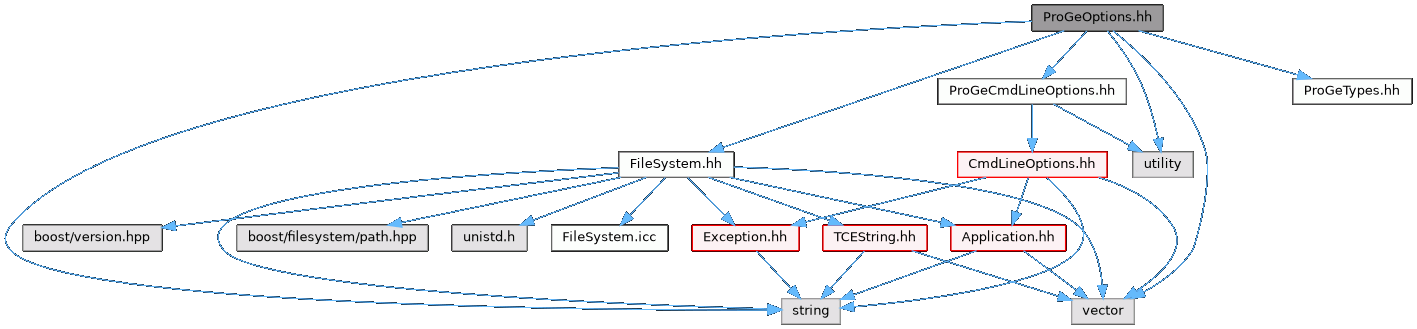 ProGeOptions.hh
ProGeCmdLineOptions.hh
ProGeTypes.hh
FileSystem.hh
CmdLineOptions.hh
utility
boost/version.hpp
boost/filesystem/path.hpp
unistd.h
FileSystem.icc
Exception.hh
TCEString.hh
Application.hh
string
vector